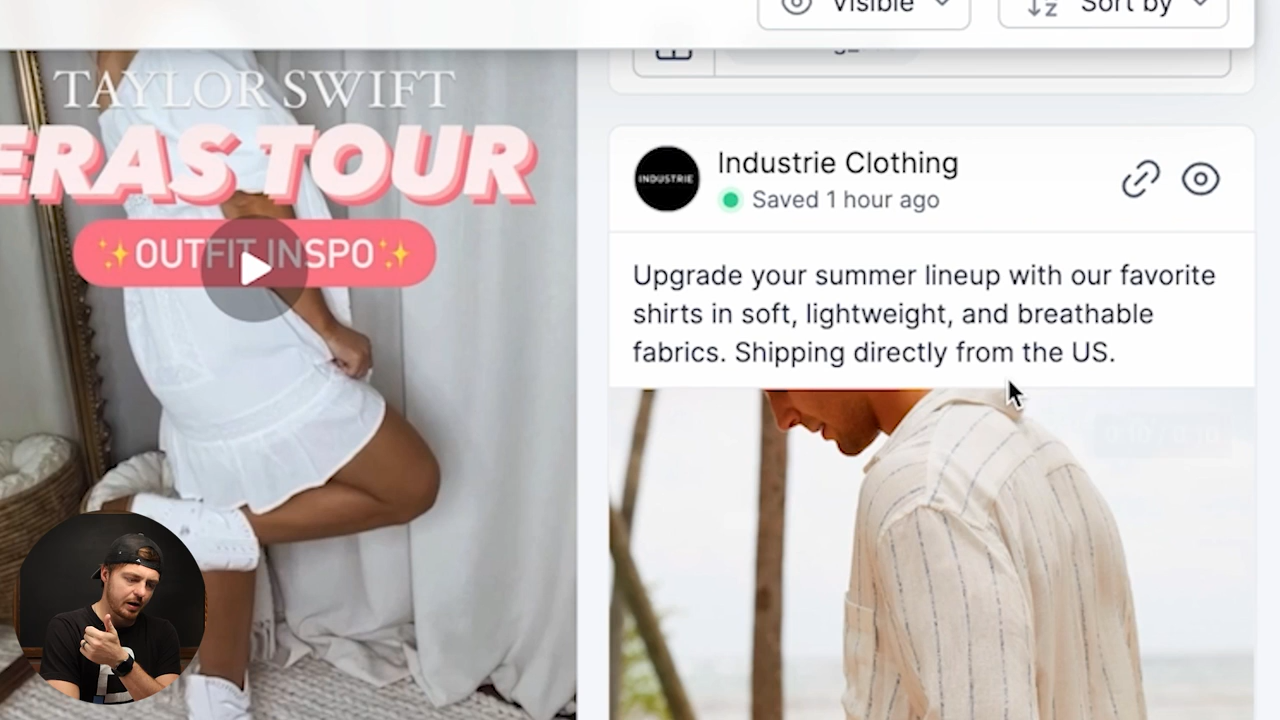 Visible
Sort by
TAYLOR SWIFT
ERAS TOUR
✨OUTFIT INSPO✨
INDUSTRIE
Industrie Clothing
Saved 1 hour ago
Upgrade your summer lineup with our favorite
shirts in soft, lightweight, and breathable
fabrics. Shipping directly from the US.